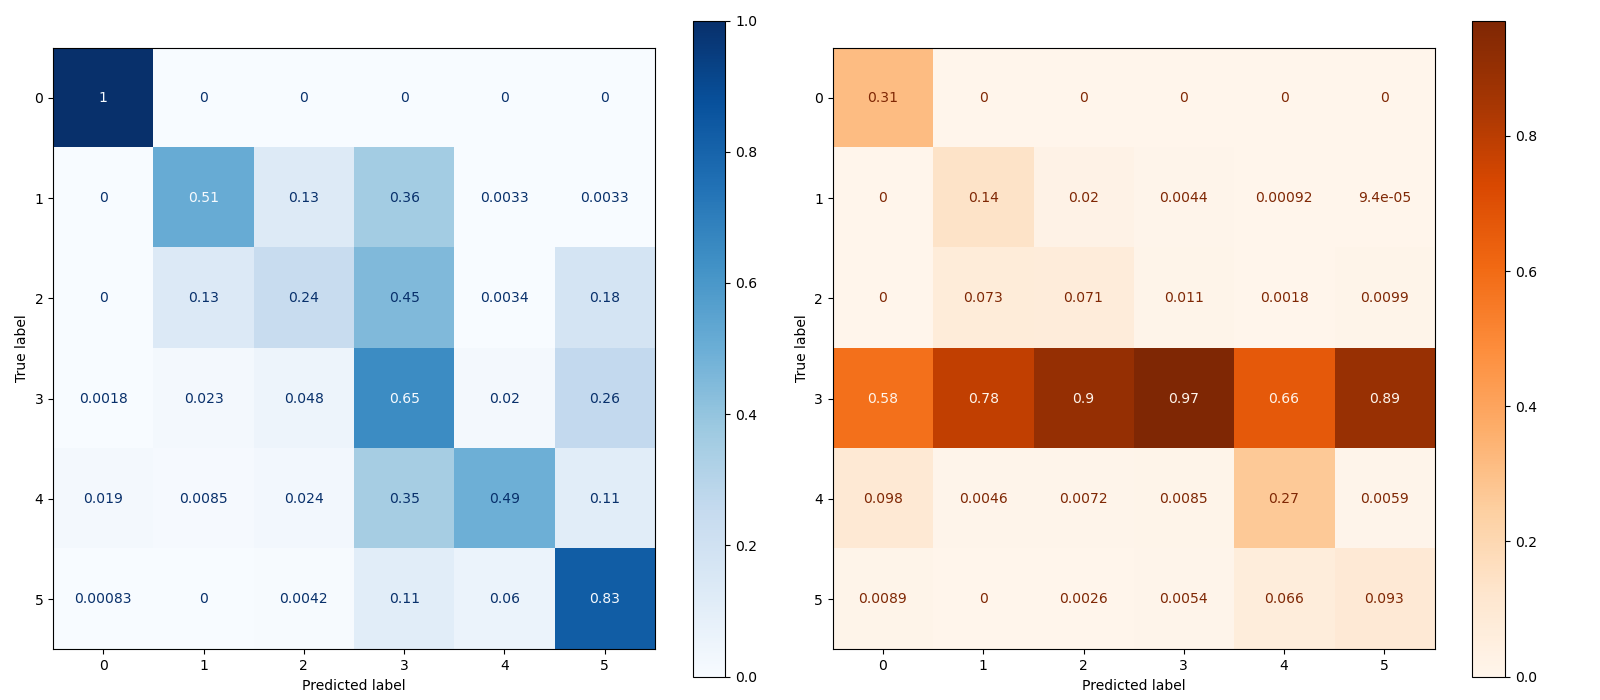 1.0
0 1 0 0 0 0 0 0 0.31 0 0 0 0 0
0.8 0.8
1 0 0.51 0.13 0.36 0.0033 0.0033 1 0 0.14 0.02 0.0044 0.00092 9.4e-05
0.6 0.6
2 0 0.13 0.24 0.45 0.0034 0.18 2 0 0.073 0.071 0.011 0.0018 0.0099
True label True label
3 0.0018 0.023 0.048 0.65 0.02 0.26 3 0.58 0.78 0.9 0.97 0.66 0.89
0.4 0.4
4 0.019 0.0085 0.024 0.35 0.49 0.11 4 0.098 0.0046 0.0072 0.0085 0.27 0.0059
0.2 0.2
5 0.00083 0 0.0042 0.11 0.06 0.83 5 0.0089 0 0.0026 0.0054 0.066 0.093
0 1 2 3 4 5 0.0 0 1 2 3 4 5 0.0
Predicted label Predicted label